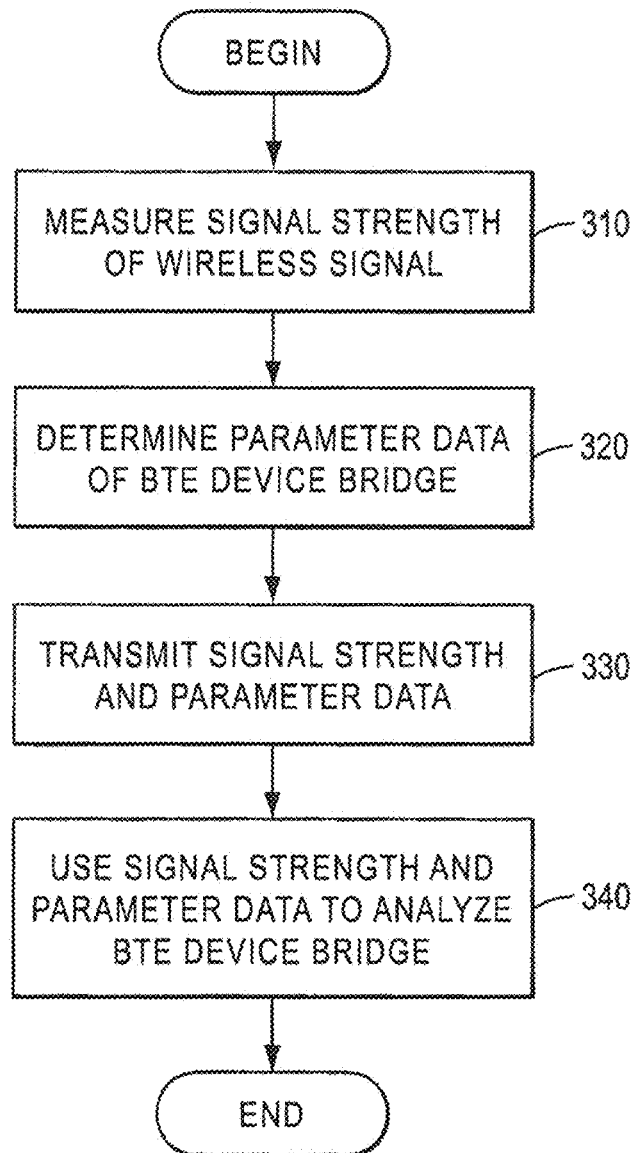 BEGIN
MEASURE SIGNAL STRENGTH
OF WIRELESS SIGNAL
310
DETERMINE PARAMETER DATA
OF BTE DEVICE BRIDGE
320
TRANSMIT SIGNAL STRENGTH
AND PARAMETER DATA
330
USE SIGNAL STRENGTH AND
PARAMETER DATA TO ANALYZE
BTE DEVICE BRIDGE
340
END